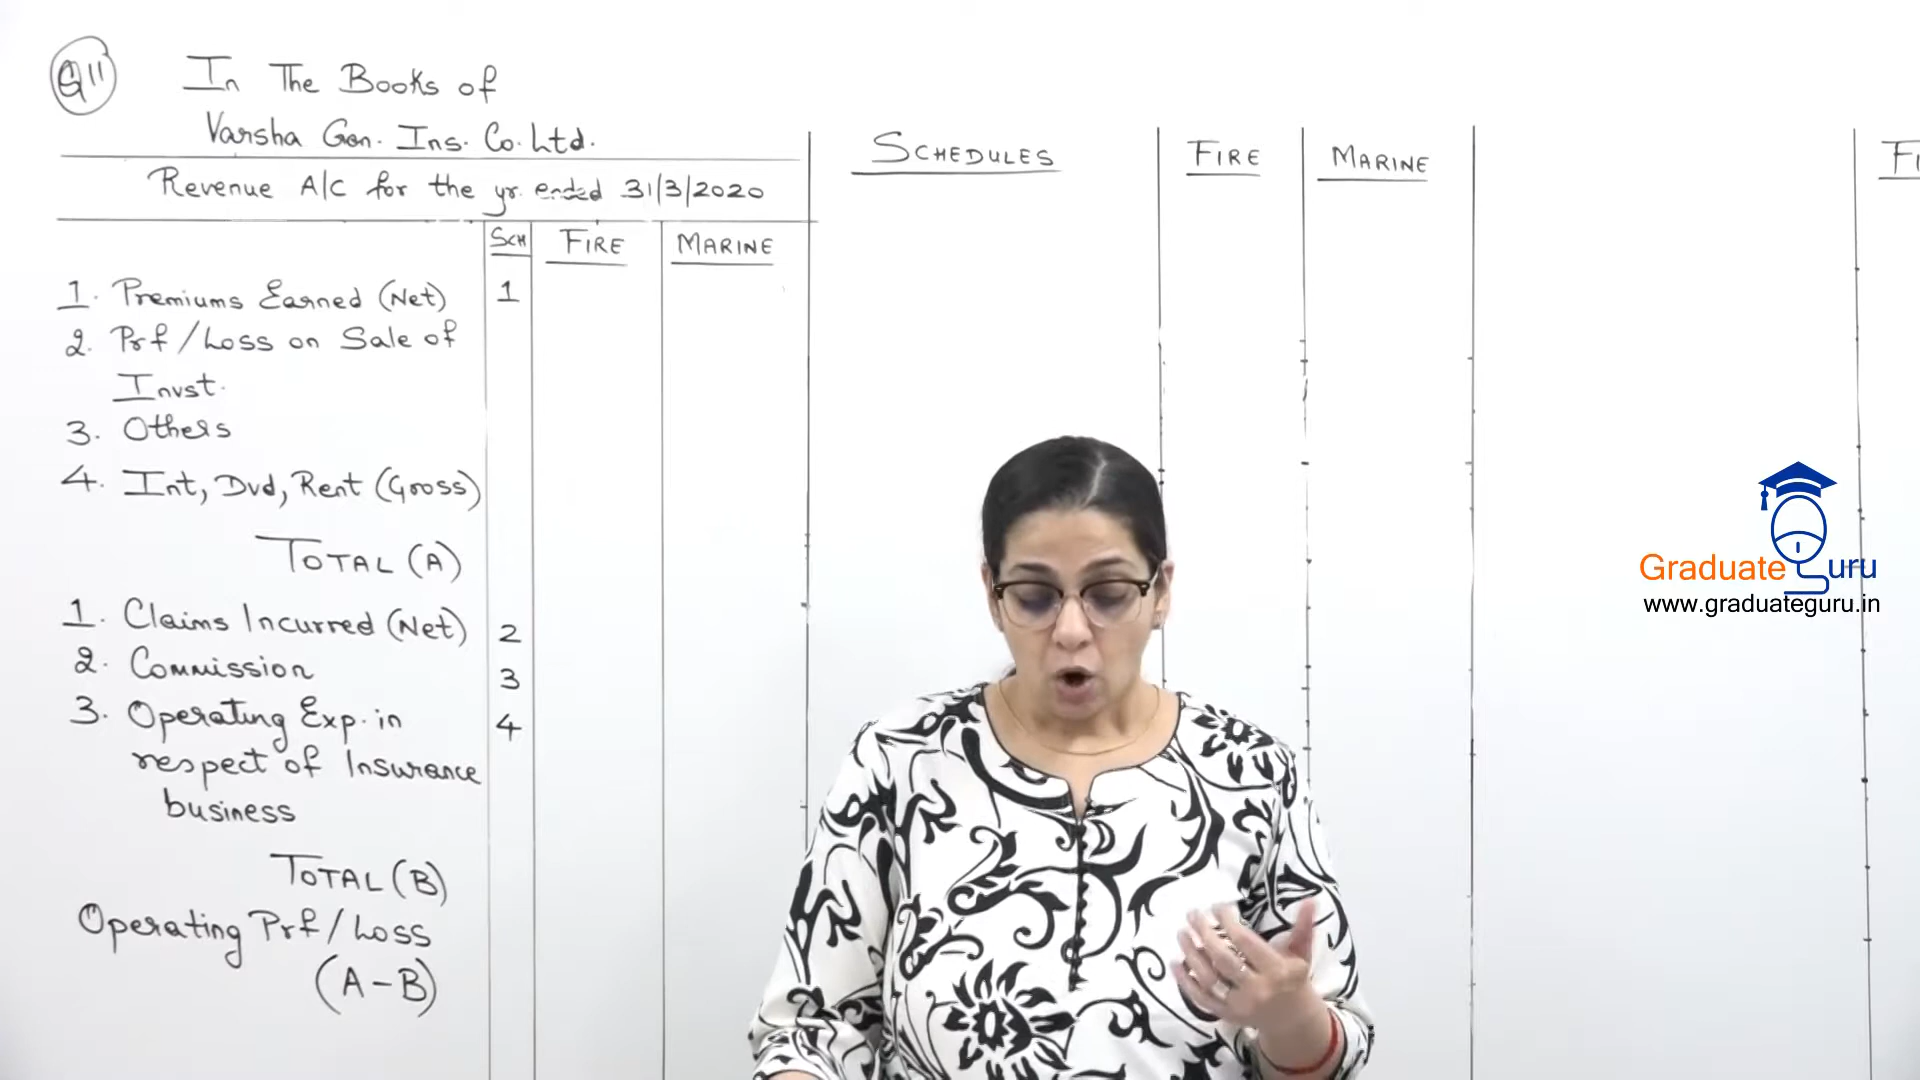 Q11
In The Books of
Varsha Gen. Ins. Co. Ltd.
Revenue A/C for the yr. ended 31/3/2020
SCH FIRE MARINE
1. Premiums Earned (Net) 1
2. Prf/Loss on Sale of
Invst.
3. Others
4. Int, Dvd, Rent (Gross)
TOTAL (A)
1. Claims Incurred (Net) 2
2. Commission 3
3. Operating Exp. in 4
respect of Insurance
business
TOTAL (B)
Operating Prf/Loss
(A-B)
SCHEDULES FIRE MARINE
Graduate Guru
www.graduateguru.in